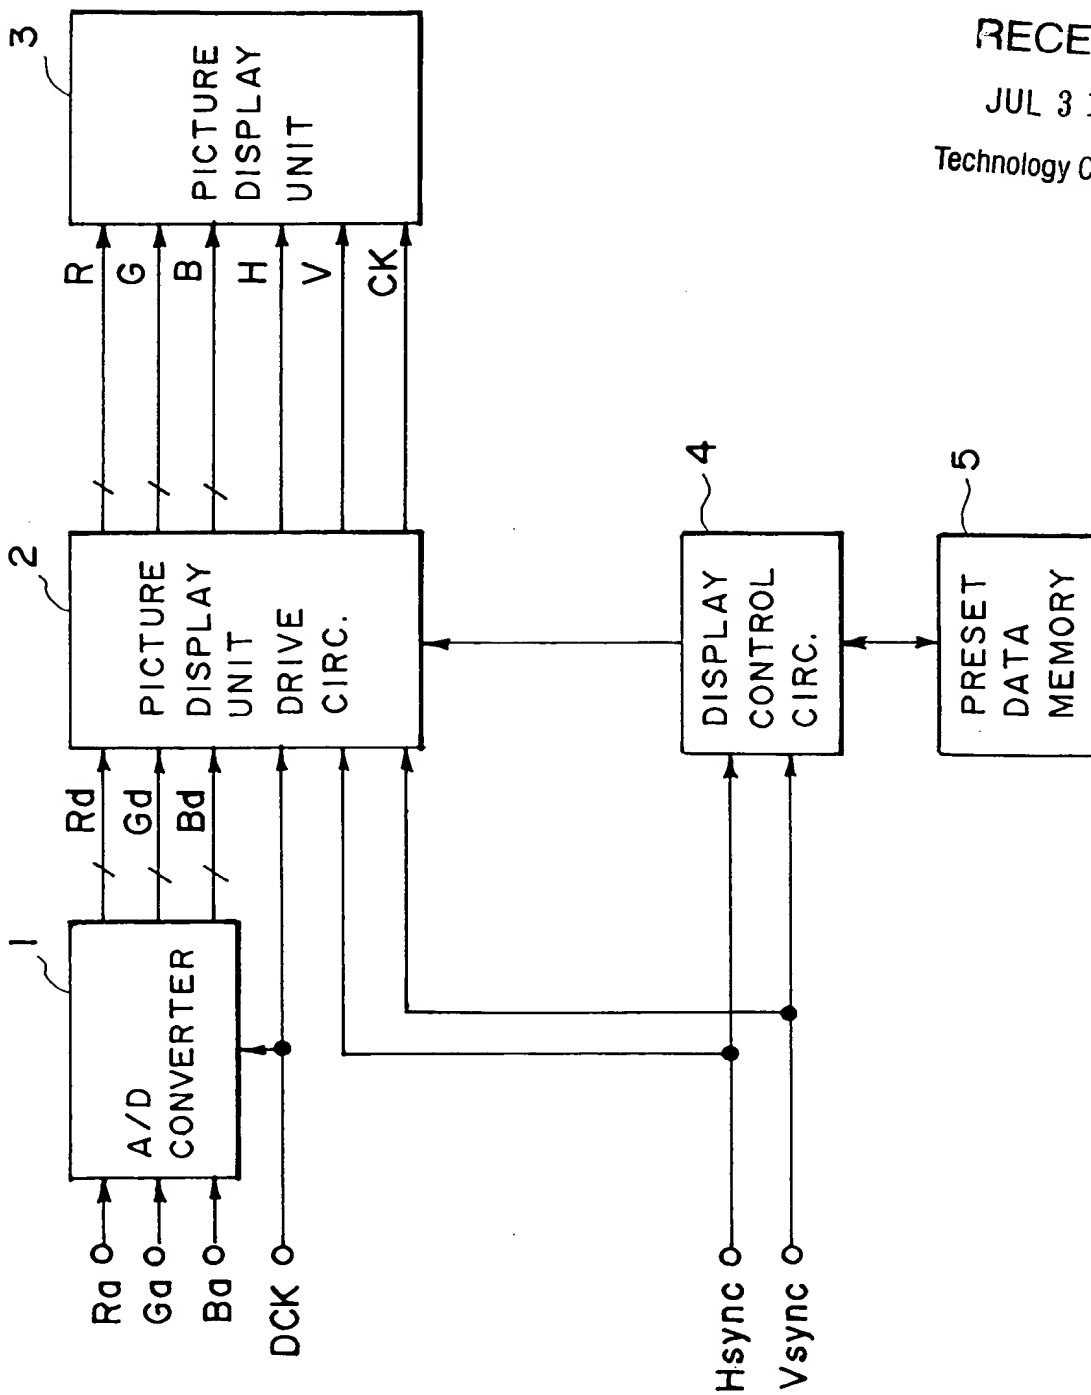 RECE
JUL 3
Technology C
1
A/D
CONVERTER
2
PICTURE
DISPLAY
UNIT
DRIVE
CIRC.
3
PICTURE
DISPLAY
UNIT
4
DISPLAY
CONTROL
CIRC.
5
PRESET
DATA
MEMORY
Ra
Ga
Ba
DCK
Hsync
Vsync
Rd
Gd
Bd
R
G
B
H
V
CK